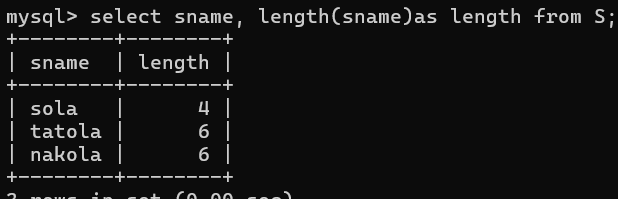 mysql> select sname, length(sname)as length from S;
+--------+--------+
| sname  | length |
+--------+--------+
| sola   |      4 |
| tatola |      6 |
| nakola |      6 |
+--------+--------+
3 rows in set (0.00 sec)